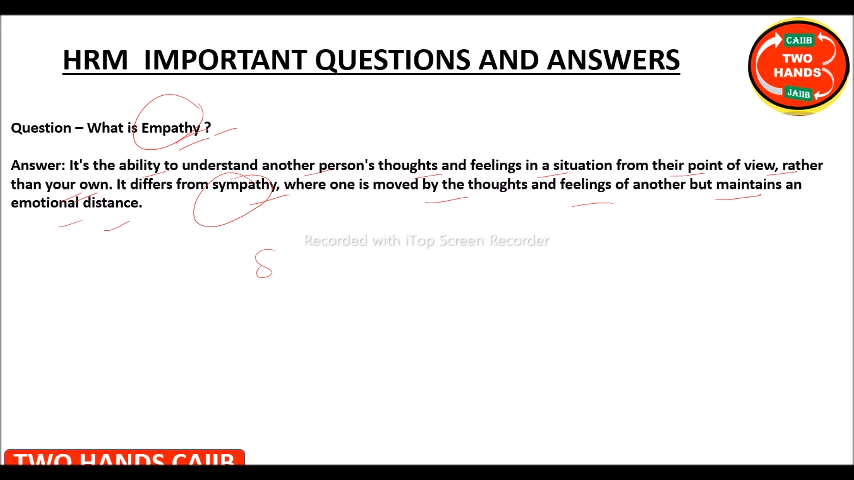 HRM IMPORTANT QUESTIONS AND ANSWERS
CAIIB
TWO
HANDS
JAIIB
Question – What is Empathy ?
Answer: It's the ability to understand another person's thoughts and feelings in a situation from their point of view, rather
than your own. It differs from sympathy, where one is moved by the thoughts and feelings of another but maintains an
emotional distance.
Recorded with iTop Screen Recorder
8
TWO HANDS CAIIB